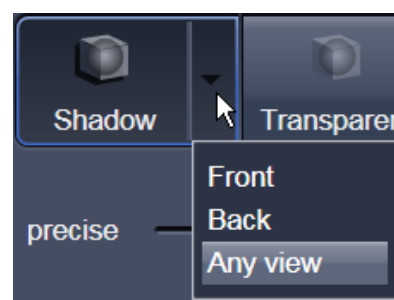 Shadow
Transparen
Front
Back
Any view
precise